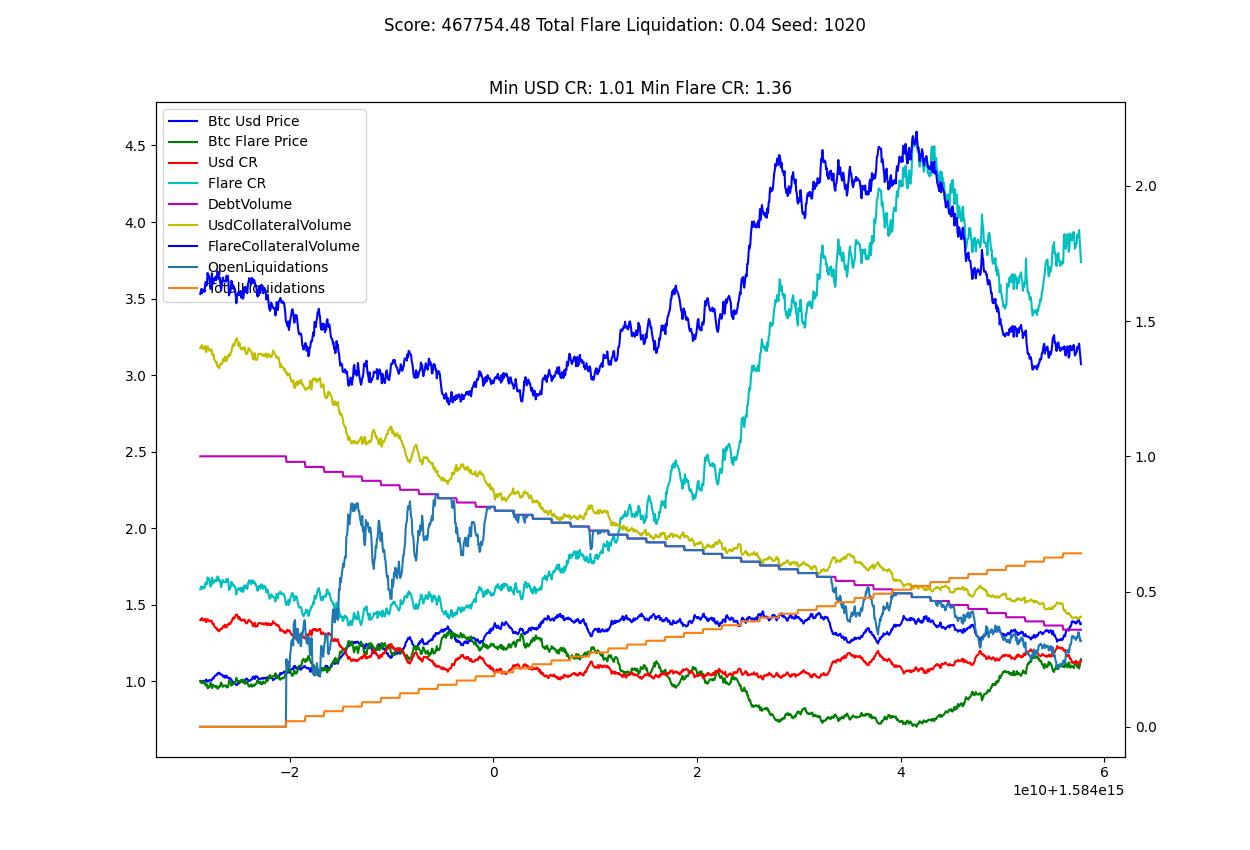 Score: 467754.48 Total Flare Liquidation: 0.04 Seed: 1020
Min USD CR: 1.01 Min Flare CR: 1.36
Btc Usd Price
Btc Flare Price
Usd CR
Flare CR
DebtVolume
UsdCollateralVolume
FlareCollateralVolume
OpenLiquidations
TotalLiquidations
4.5
4.0
3.5
3.0
2.5
2.0
1.5
1.0
2.0
1.5
1.0
0.5
0.0
−2
0
2
4
6
1e10+1.584e15